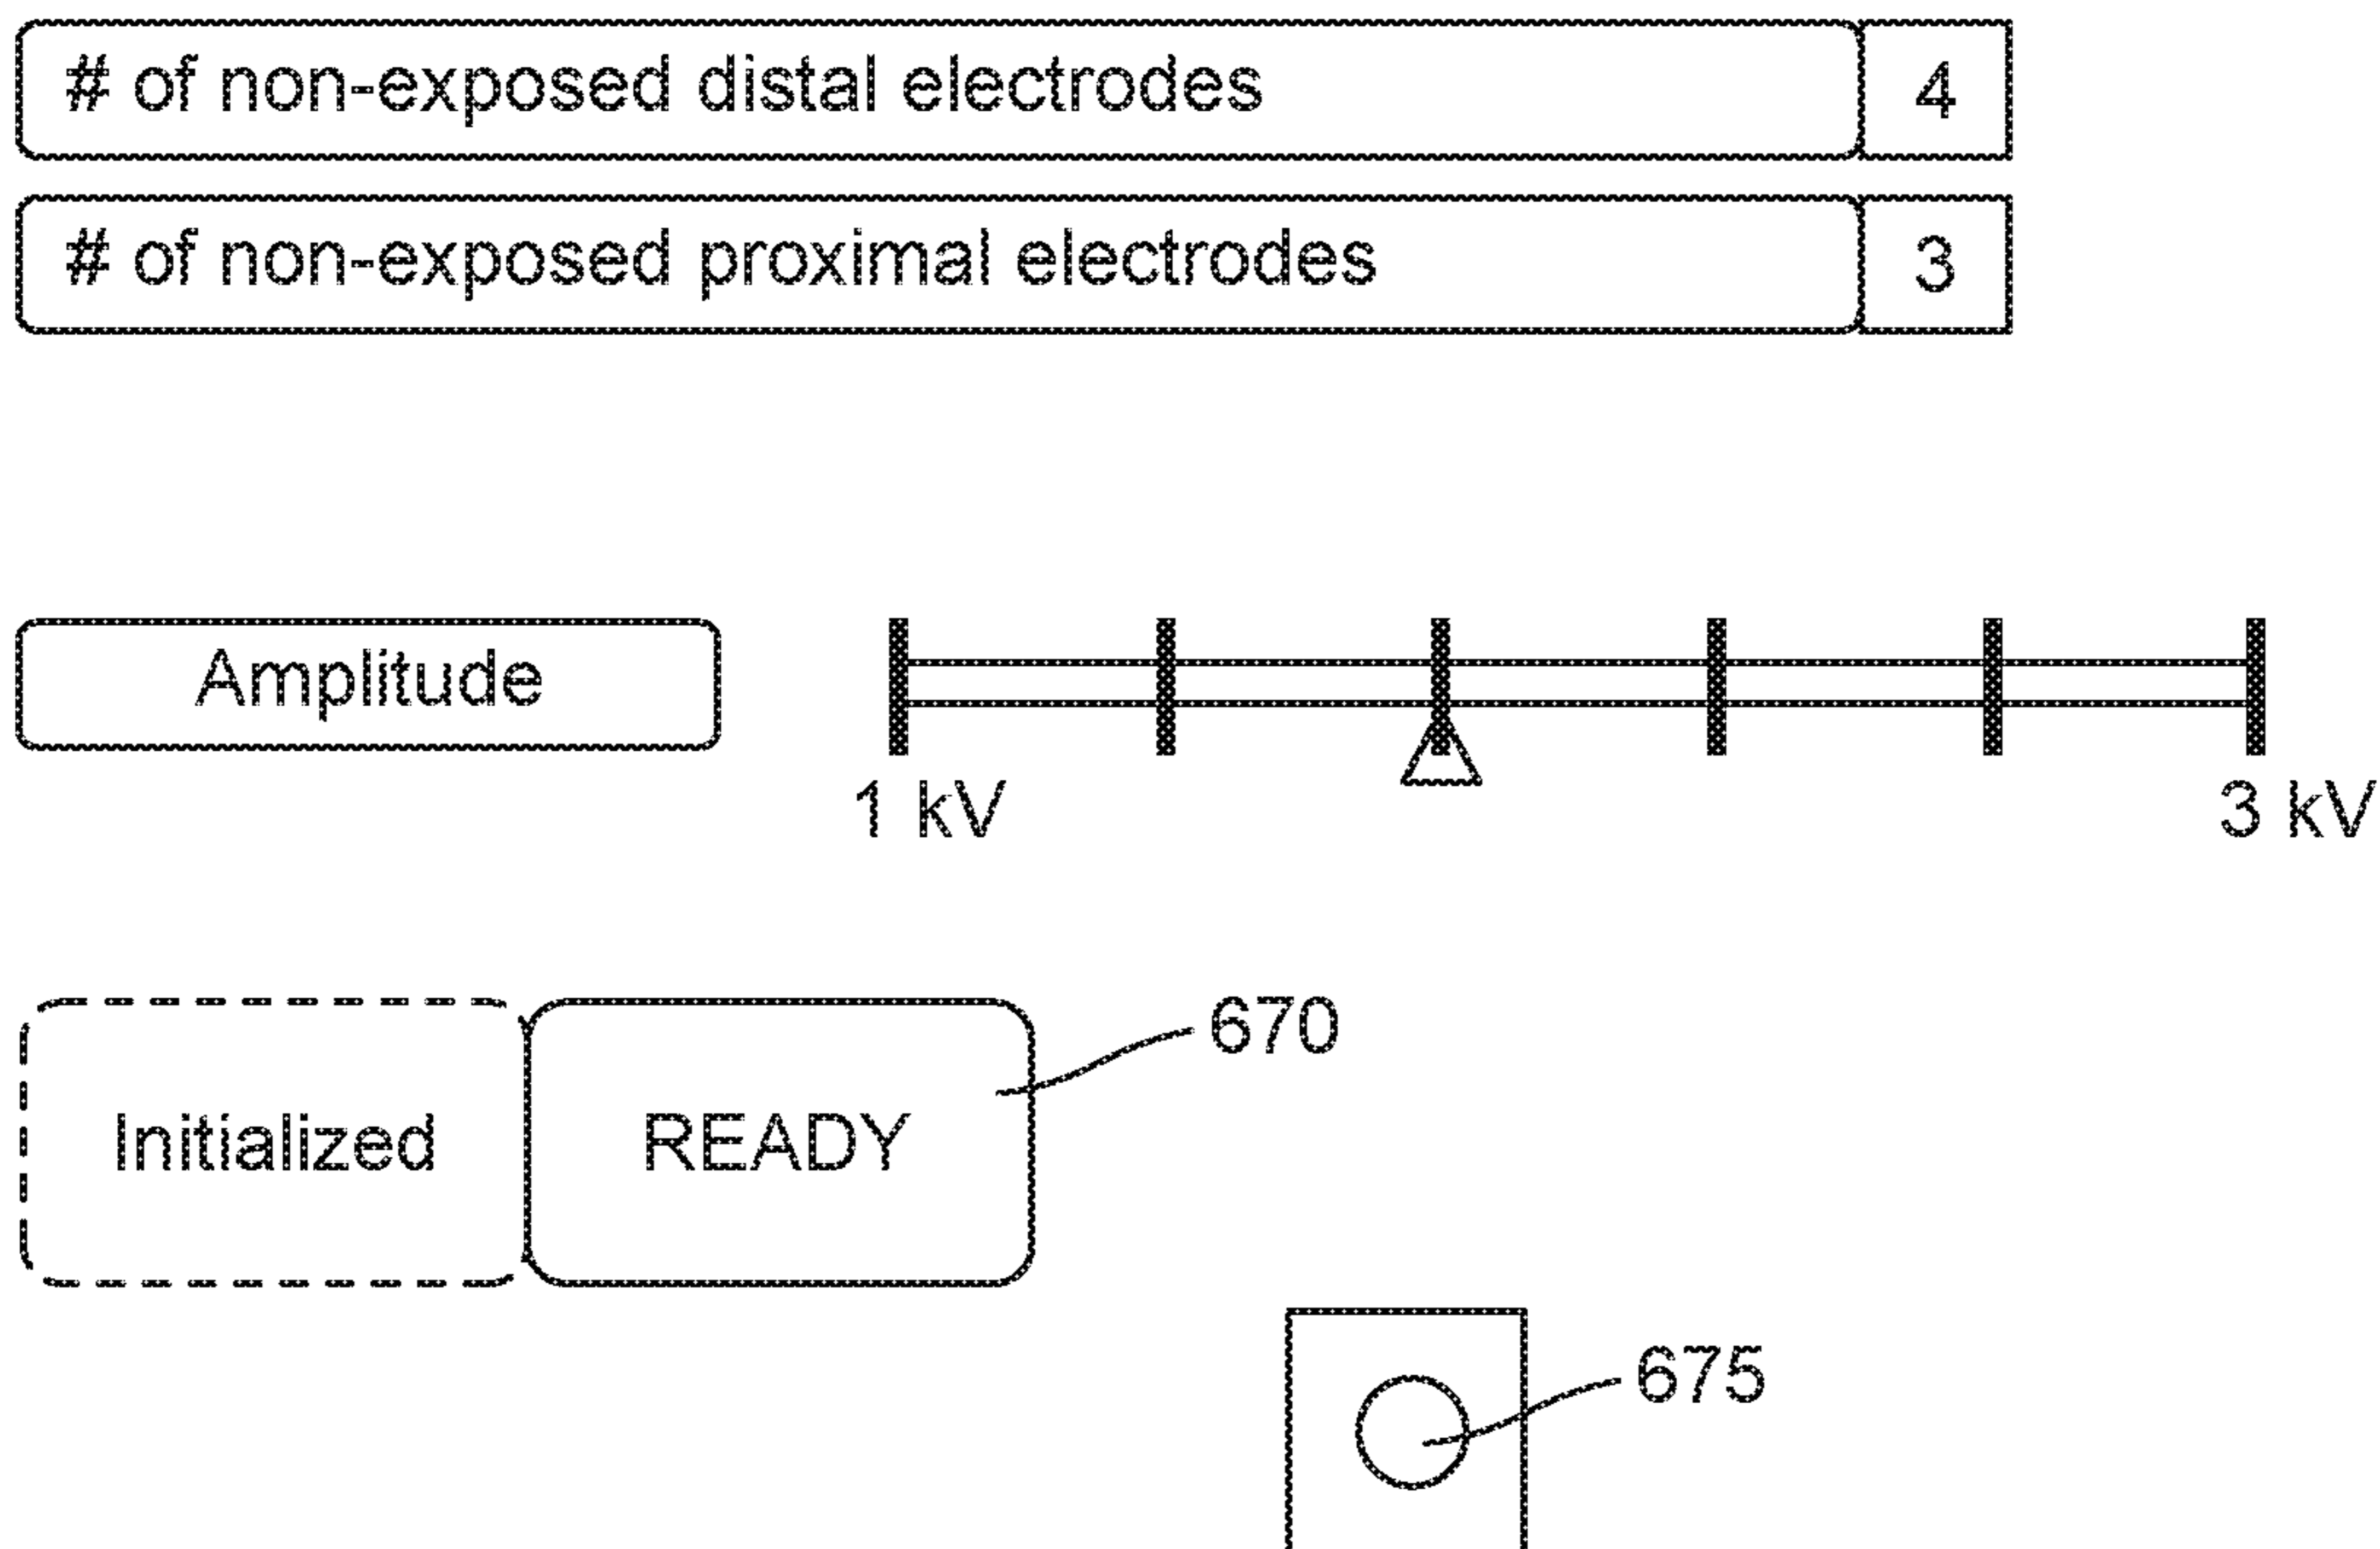 # of non-exposed distal electrodes 4
# of non-exposed proximal electrodes 3
Amplitude
1 kV 3 kV
670
Initialized READY
675